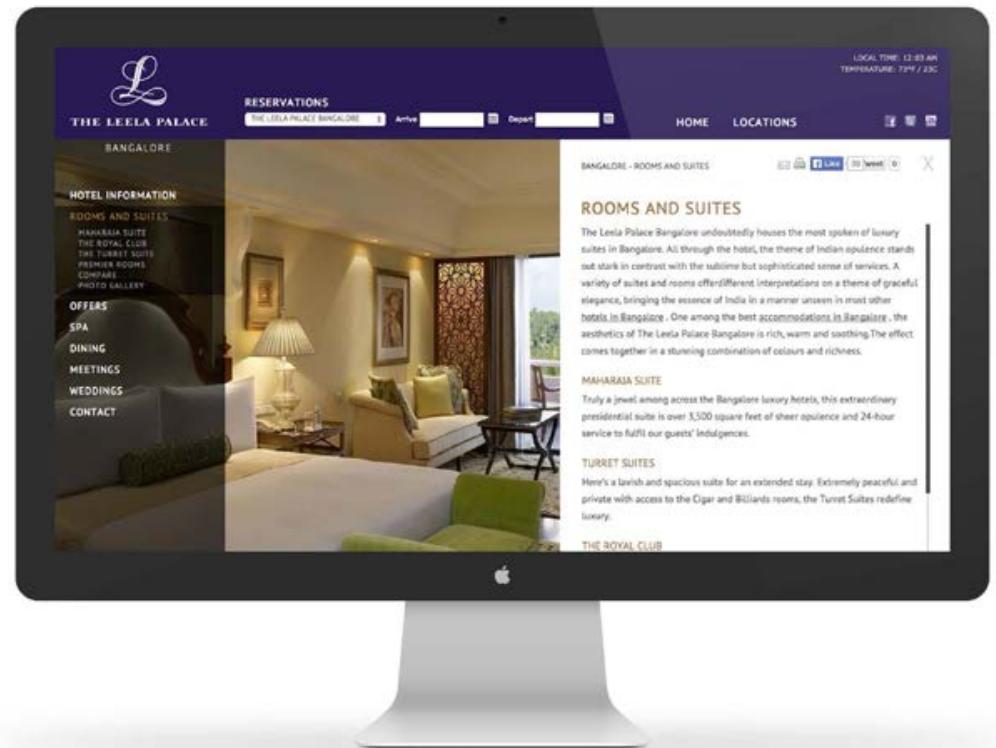 LOCAL TIME: 12:03 AM
TEMPERATURE: 73°F / 23C
L
THE LEELA PALACE
RESERVATIONS
THE LEELA PALACE BANGALORE
Arrive
Depart
HOME
LOCATIONS
BANGALORE
HOTEL INFORMATION
ROOMS AND SUITES
MAHARAJA SUITE
THE ROYAL CLUB
THE TURRET SUITE
PREMIER ROOMS
COMPARE
PHOTO GALLERY
OFFERS
SPA
DINING
MEETINGS
WEDDINGS
CONTACT
BANGALORE - ROOMS AND SUITES
Like
Tweet
0
X
ROOMS AND SUITES
The Leela Palace Bangalore undoubtedly houses the most spoken of luxury
suites in Bangalore. All through the hotel, the theme of Indian opulence stands
out stark in contrast with the sublime but sophisticated sense of services. A
variety of suites and rooms offerdifferent interpretations on a theme of graceful
elegance, bringing the essence of India in a manner unseen in most other
hotels in Bangalore . One among the best accommodations in Bangalore , the
aesthetics of The Leela Palace Bangalore is rich, warm and soothing.The effect
comes together in a stunning combination of colours and richness.
MAHARAJA SUITE
Truly a jewel among across the Bangalore luxury hotels, this extraordinary
presidential suite is over 3,500 square feet of sheer opulence and 24-hour
service to fulfil our guests' indulgences.
TURRET SUITES
Here's a lavish and spacious suite for an extended stay. Extremely peaceful and
private with access to the Cigar and Billiards rooms, the Turret Suites redefine
luxury.
THE ROYAL CLUB